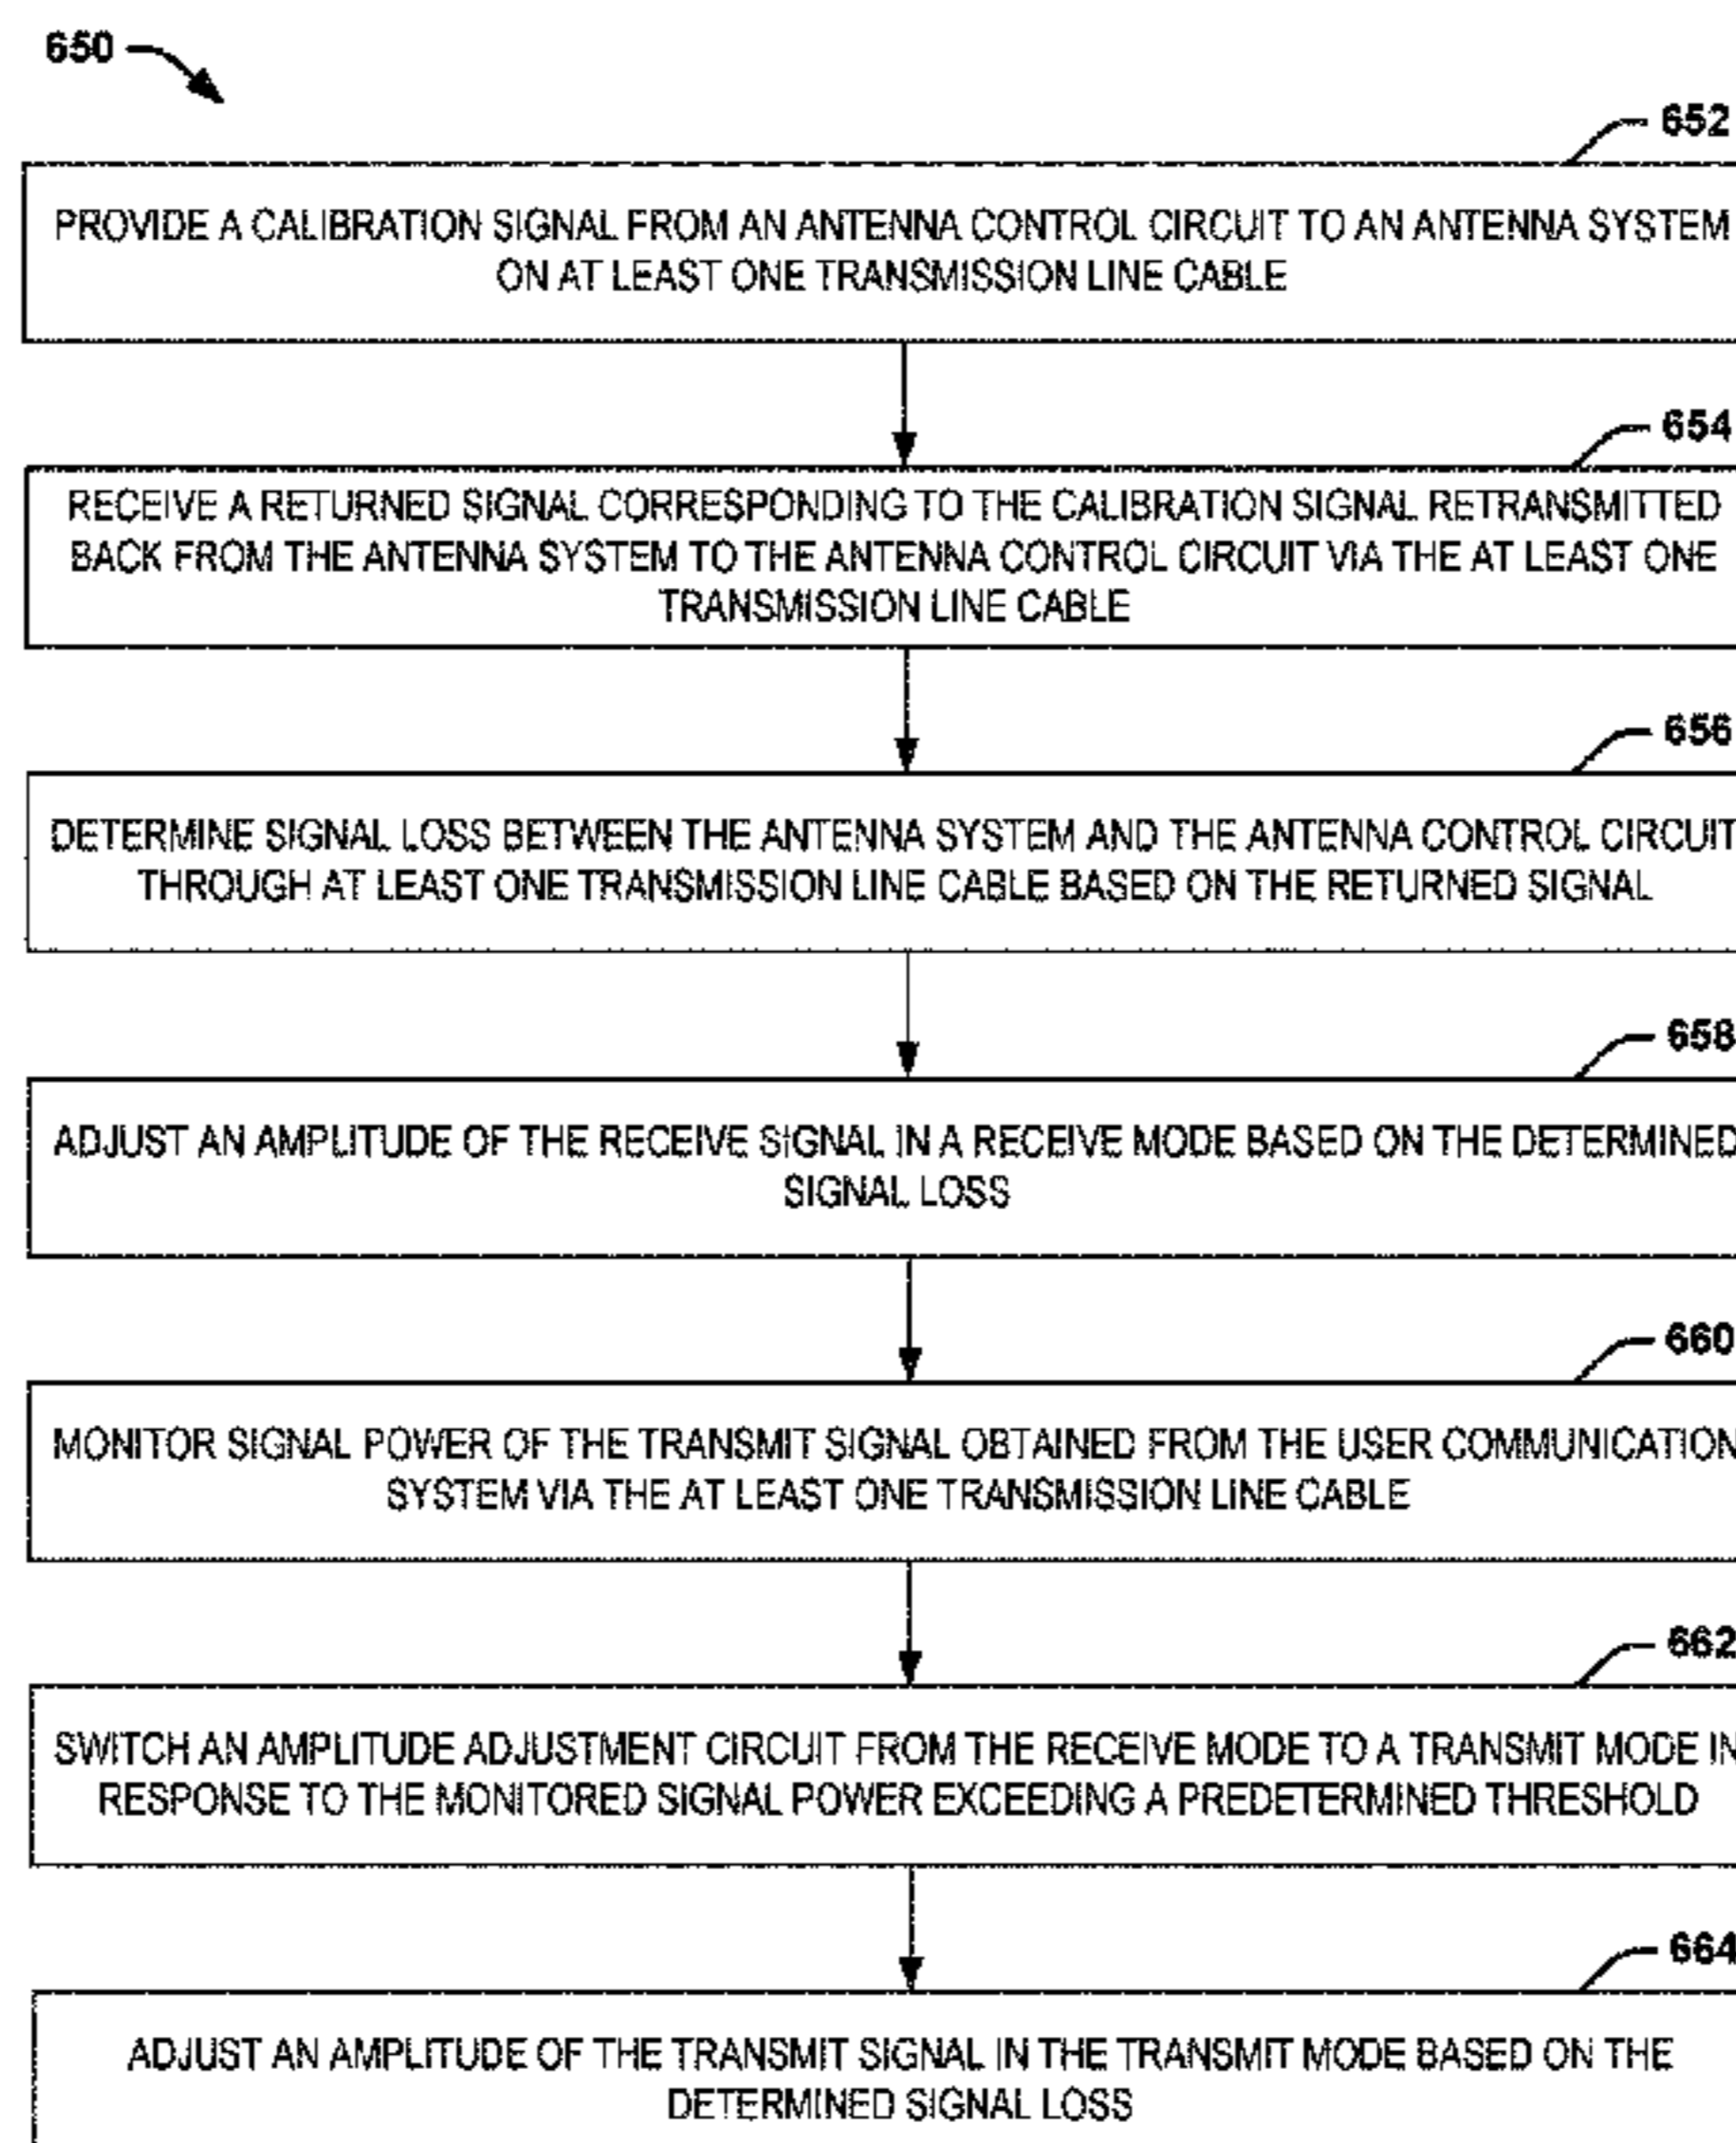 650
652
PROVIDE A CALIBRATION SIGNAL FROM AN ANTENNA CONTROL CIRCUIT TO AN ANTENNA SYSTEM
ON AT LEAST ONE TRANSMISSION LINE CABLE
654
RECEIVE A RETURNED SIGNAL CORRESPONDING TO THE CALIBRATION SIGNAL RETRANSMITTED
BACK FROM THE ANTENNA SYSTEM TO THE ANTENNA CONTROL CIRCUIT VIA THE AT LEAST ONE
TRANSMISSION LINE CABLE
656
DETERMINE SIGNAL LOSS BETWEEN THE ANTENNA SYSTEM AND THE ANTENNA CONTROL CIRCUIT
THROUGH AT LEAST ONE TRANSMISSION LINE CABLE BASED ON THE RETURNED SIGNAL
658
ADJUST AN AMPLITUDE OF THE RECEIVE SIGNAL IN A RECEIVE MODE BASED ON THE DETERMINED
SIGNAL LOSS
660
MONITOR SIGNAL POWER OF THE TRANSMIT SIGNAL OBTAINED FROM THE USER COMMUNICATION
SYSTEM VIA THE AT LEAST ONE TRANSMISSION LINE CABLE
662
SWITCH AN AMPLITUDE ADJUSTMENT CIRCUIT FROM THE RECEIVE MODE TO A TRANSMIT MODE IN
RESPONSE TO THE MONITORED SIGNAL POWER EXCEEDING A PREDETERMINED THRESHOLD
664
ADJUST AN AMPLITUDE OF THE TRANSMIT SIGNAL IN THE TRANSMIT MODE BASED ON THE
DETERMINED SIGNAL LOSS